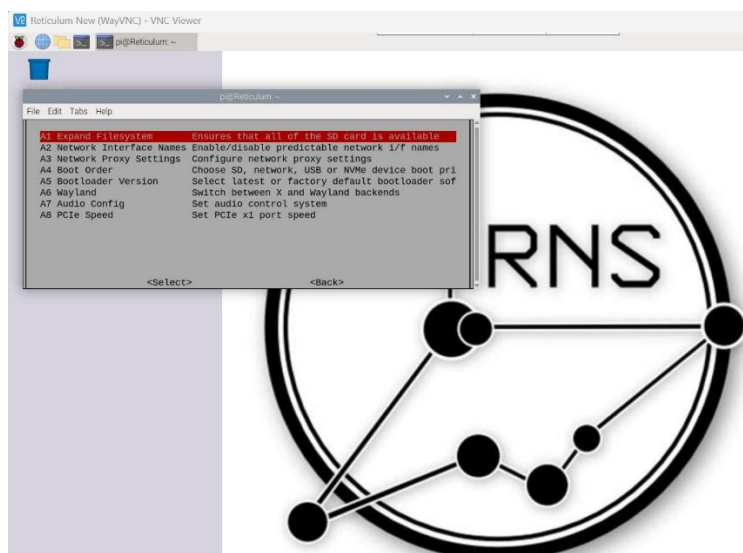 Reticulum New (WayVNC) - VNC Viewer
pi@Reticulum: ~
pi@Reticulum: ~
File Edit Tabs Help
A1 Expand Filesystem Ensures that all of the SD card is available
A2 Network Interface Names Enable/disable predictable network i/f names
A3 Network Proxy Settings Configure network proxy settings
A4 Boot Order Choose SD, network, USB or NVMe device boot pri
A5 Bootloader Version Select latest or factory default bootloader sof
A6 Wayland Switch between X and Wayland backends
A7 Audio Config Set audio control system
A8 PCIe Speed Set PCIe x1 port speed
<Select> <Back>
RNS